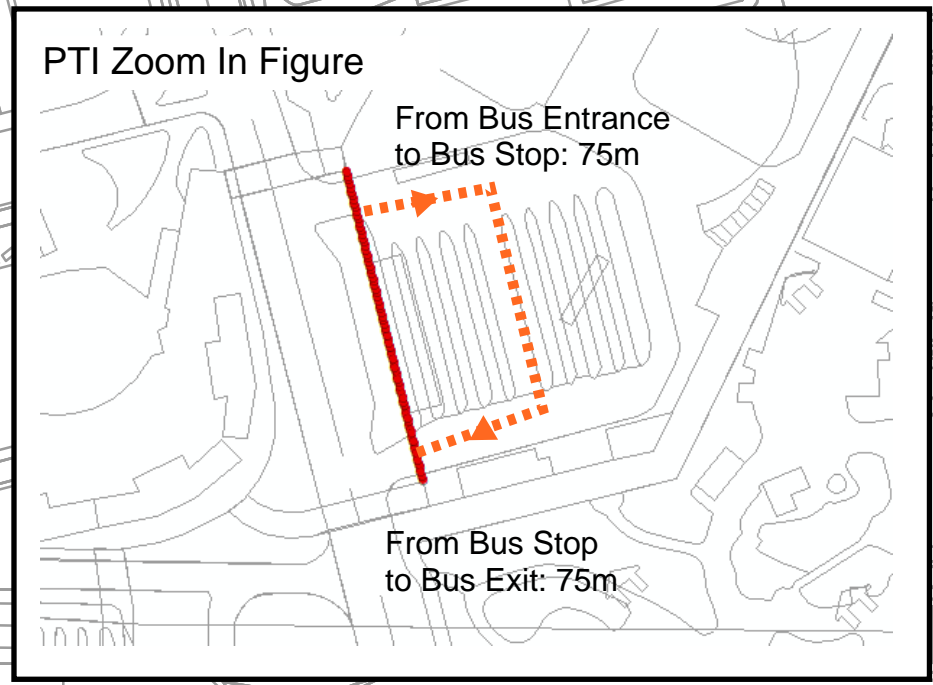 PTI Zoom In Figure
From Bus Entrance
to Bus Stop: 75m
From Bus Stop
to Bus Exit: 75m